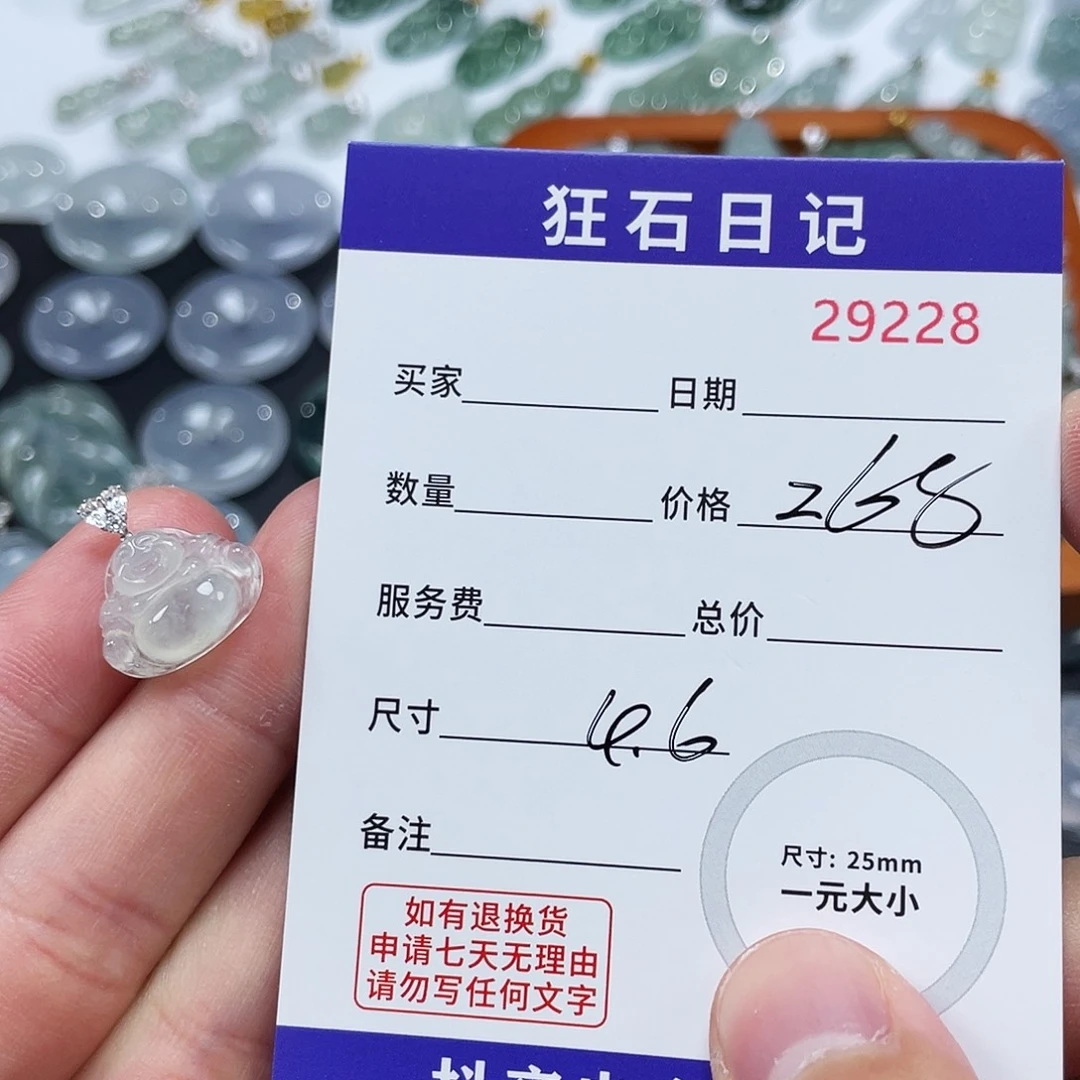 狂石日记
29228
买家 日期
数量 价格 268
服务费 总价
尺寸 4.6
备注
尺寸: 25mm
一元大小
如有退换货
申请七天无理由
请勿写任何文字